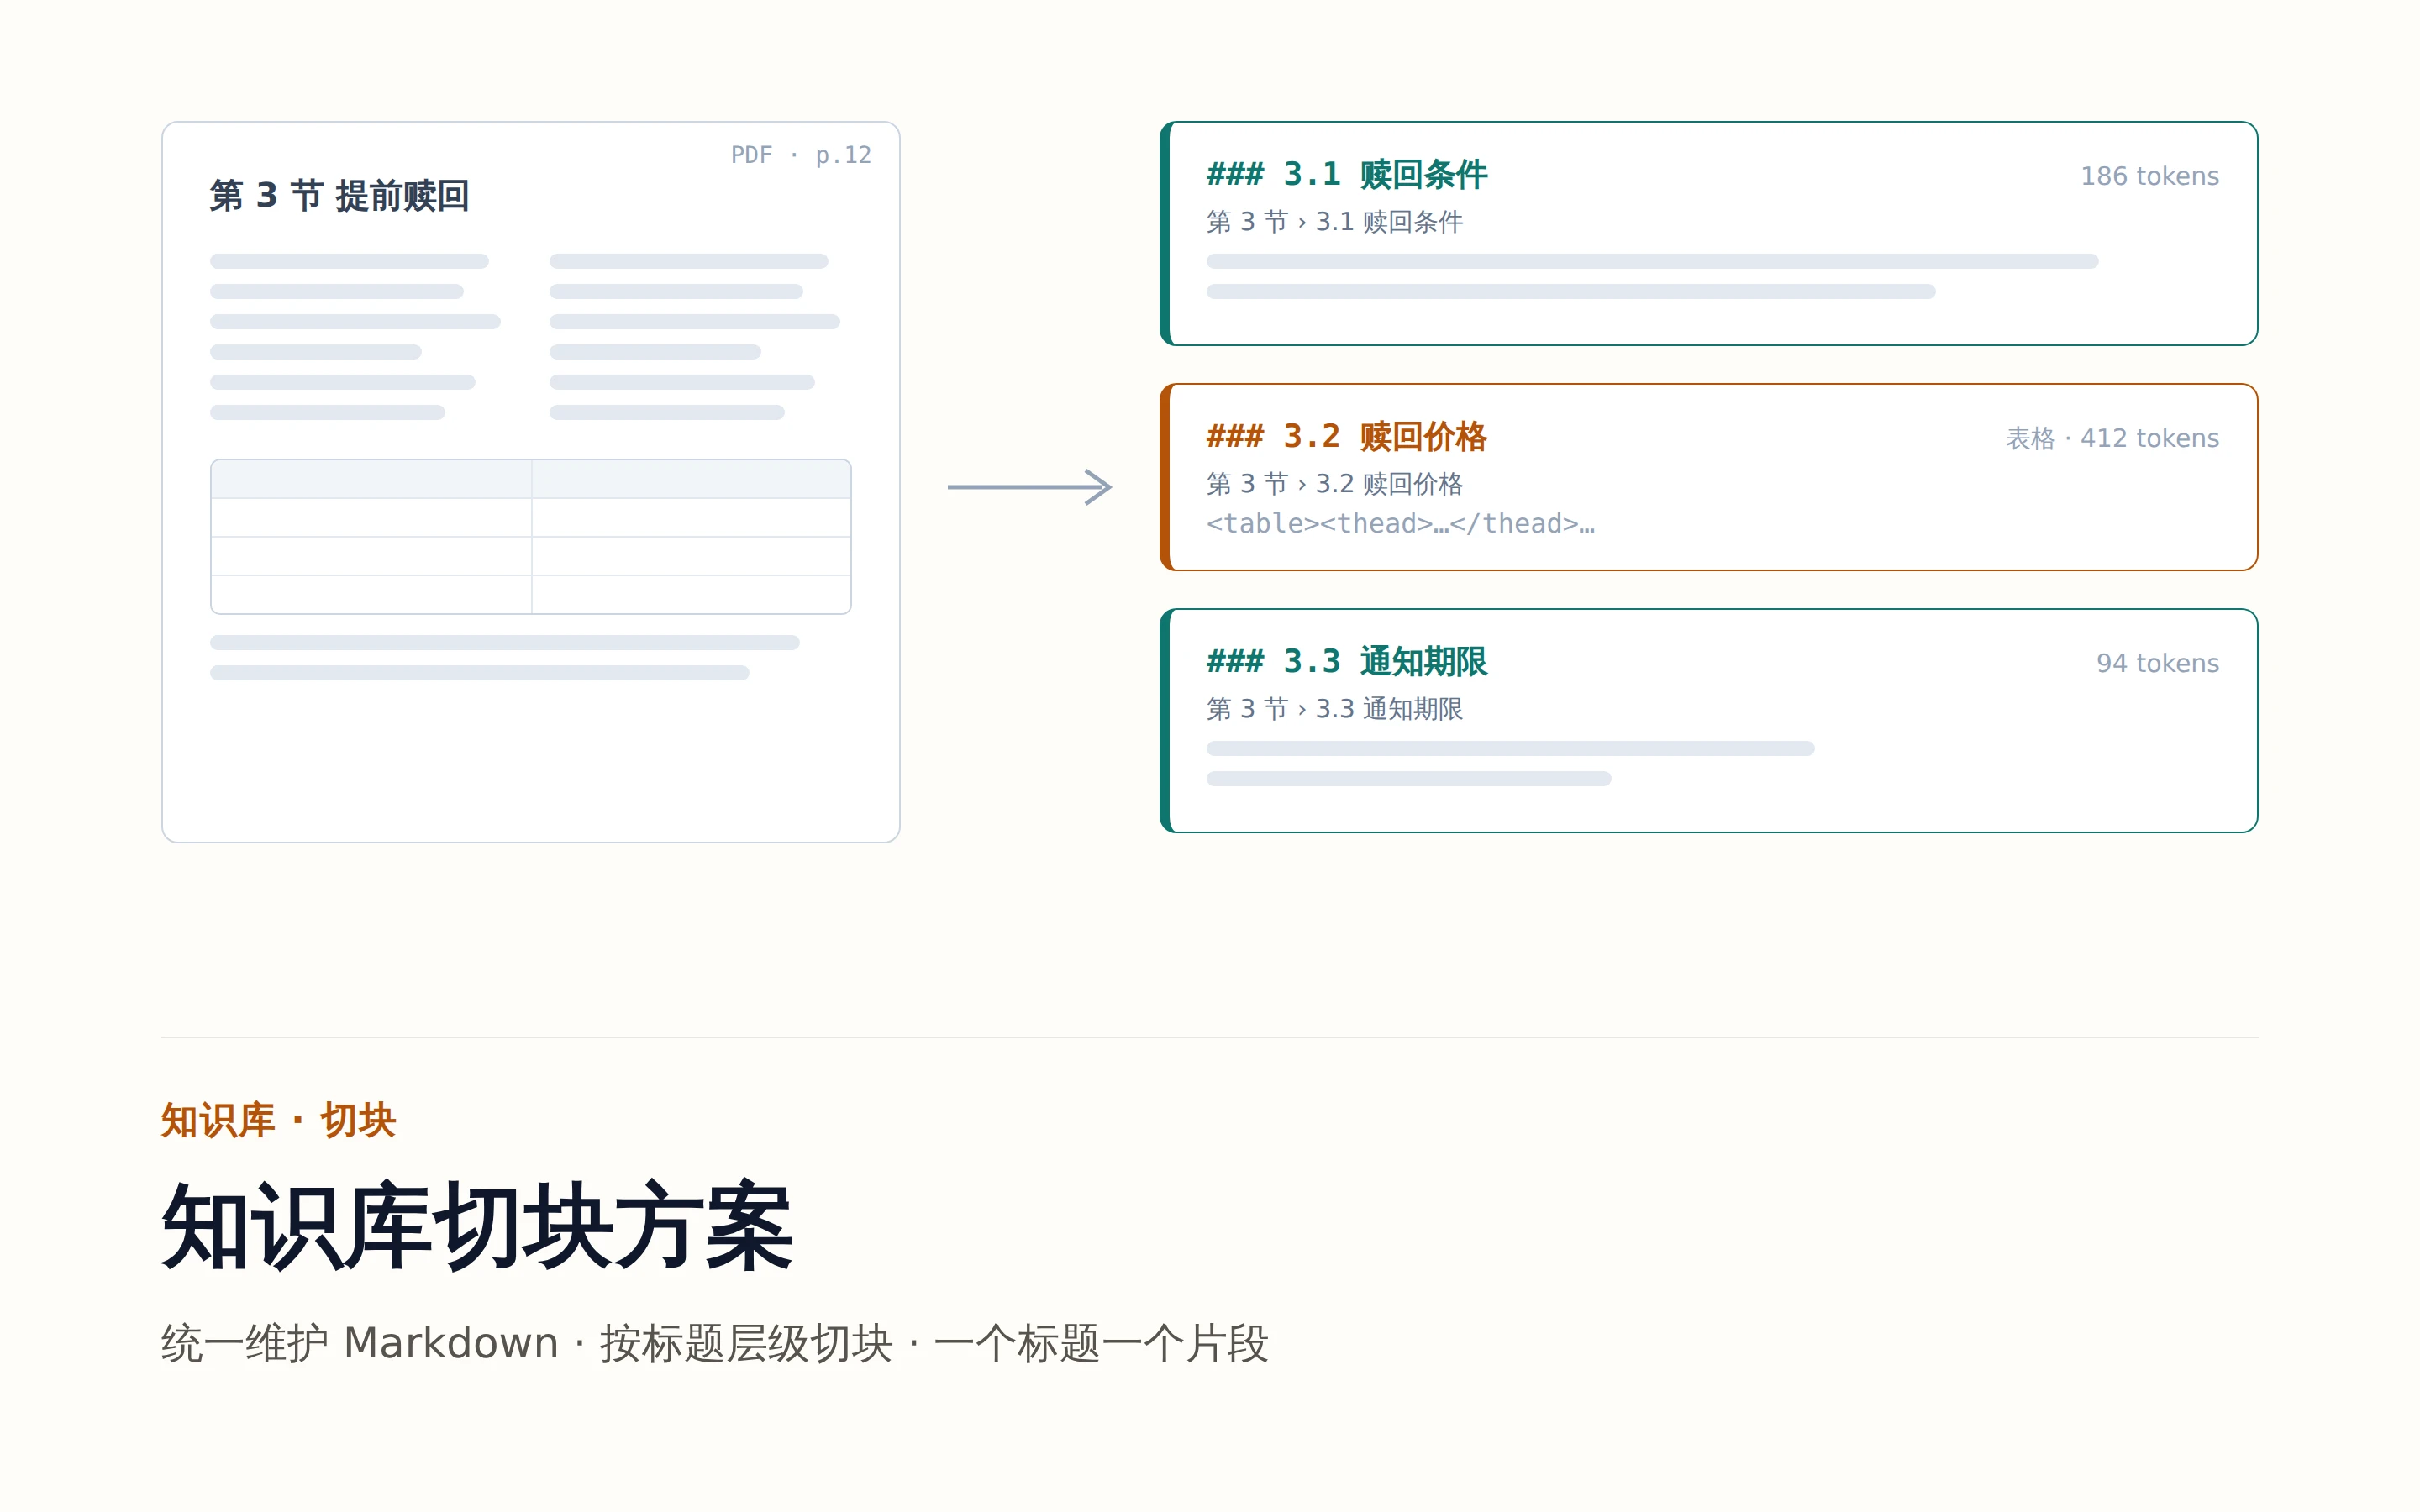 PDF · p.12
第 3 节 提前赎回
### 3.1 赎回条件
186 tokens
第 3 节 › 3.1 赎回条件
### 3.2 赎回价格
表格 · 412 tokens
第 3 节 › 3.2 赎回价格
<table><thead>…</thead>…
### 3.3 通知期限
94 tokens
第 3 节 › 3.3 通知期限
知识库 · 切块
知识库切块方案
统一维护 Markdown · 按标题层级切块 · 一个标题一个片段